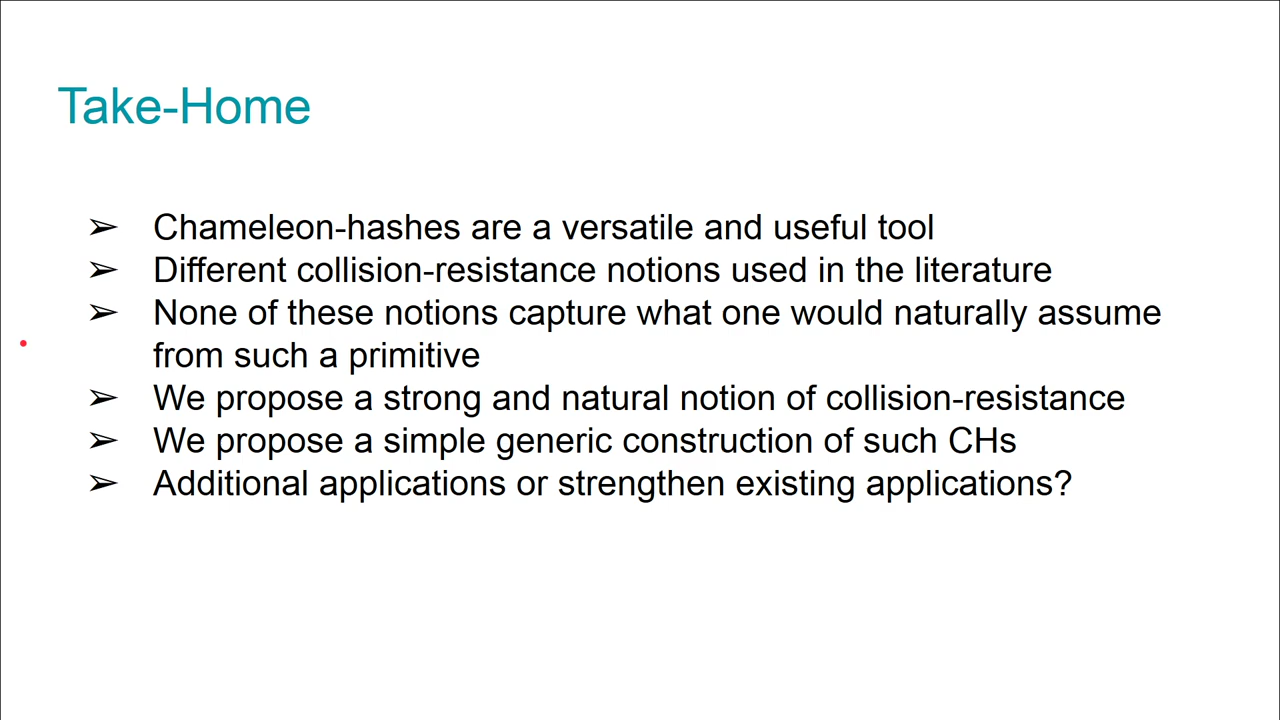 Take-Home
➢ Chameleon-hashes are a versatile and useful tool
➢ Different collision-resistance notions used in the literature
➢ None of these notions capture what one would naturally assume
from such a primitive
➢ We propose a strong and natural notion of collision-resistance
➢ We propose a simple generic construction of such CHs
➢ Additional applications or strengthen existing applications?